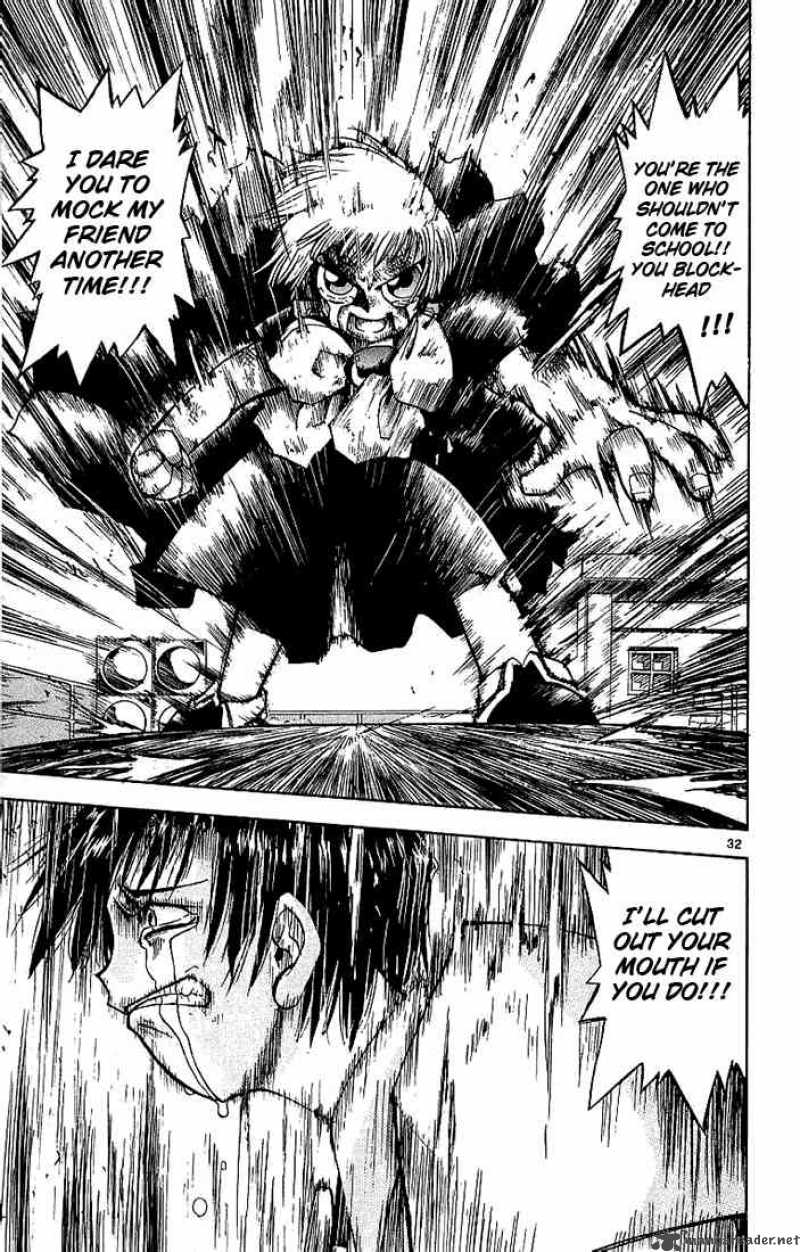 YOU'RE THE
ONE WHO
SHOULDN'T
COME TO
SCHOOL!!
YOU BLOCK-
HEAD
!!!
I DARE
YOU TO
MOCK MY
FRIEND
ANOTHER
TIME!!!
32
I'LL CUT
OUT YOUR
MOUTH IF
YOU DO!!!